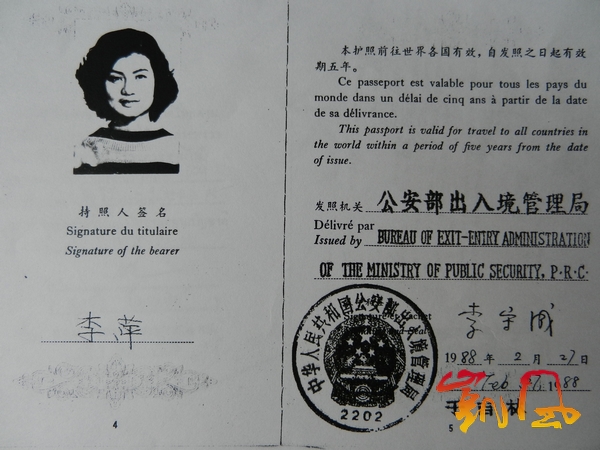 持照人签名
Signature du titulaire
Signature of the bearer
李萍
4
本护照前往世界各国有效，自发照之日起有效
期五年。
Ce passeport est valable pour tous les pays du
monde dans un délai de cinq ans à partir de la date
de sa délivrance.
This passport is valid for travel to all countries in
the world within a period of five years from the date
of issue.
发照机关 公安部出入境管理局
Délivré par
Issued by BUREAU OF EXIT-ENTRY ADMINISTRATION
OF THE MINISTRY OF PUBLIC SECURITY, P.R.C.
中华人民共和国公安部出入境管理局
2202
1988 年 2 月 27 日
Feb 1988
5